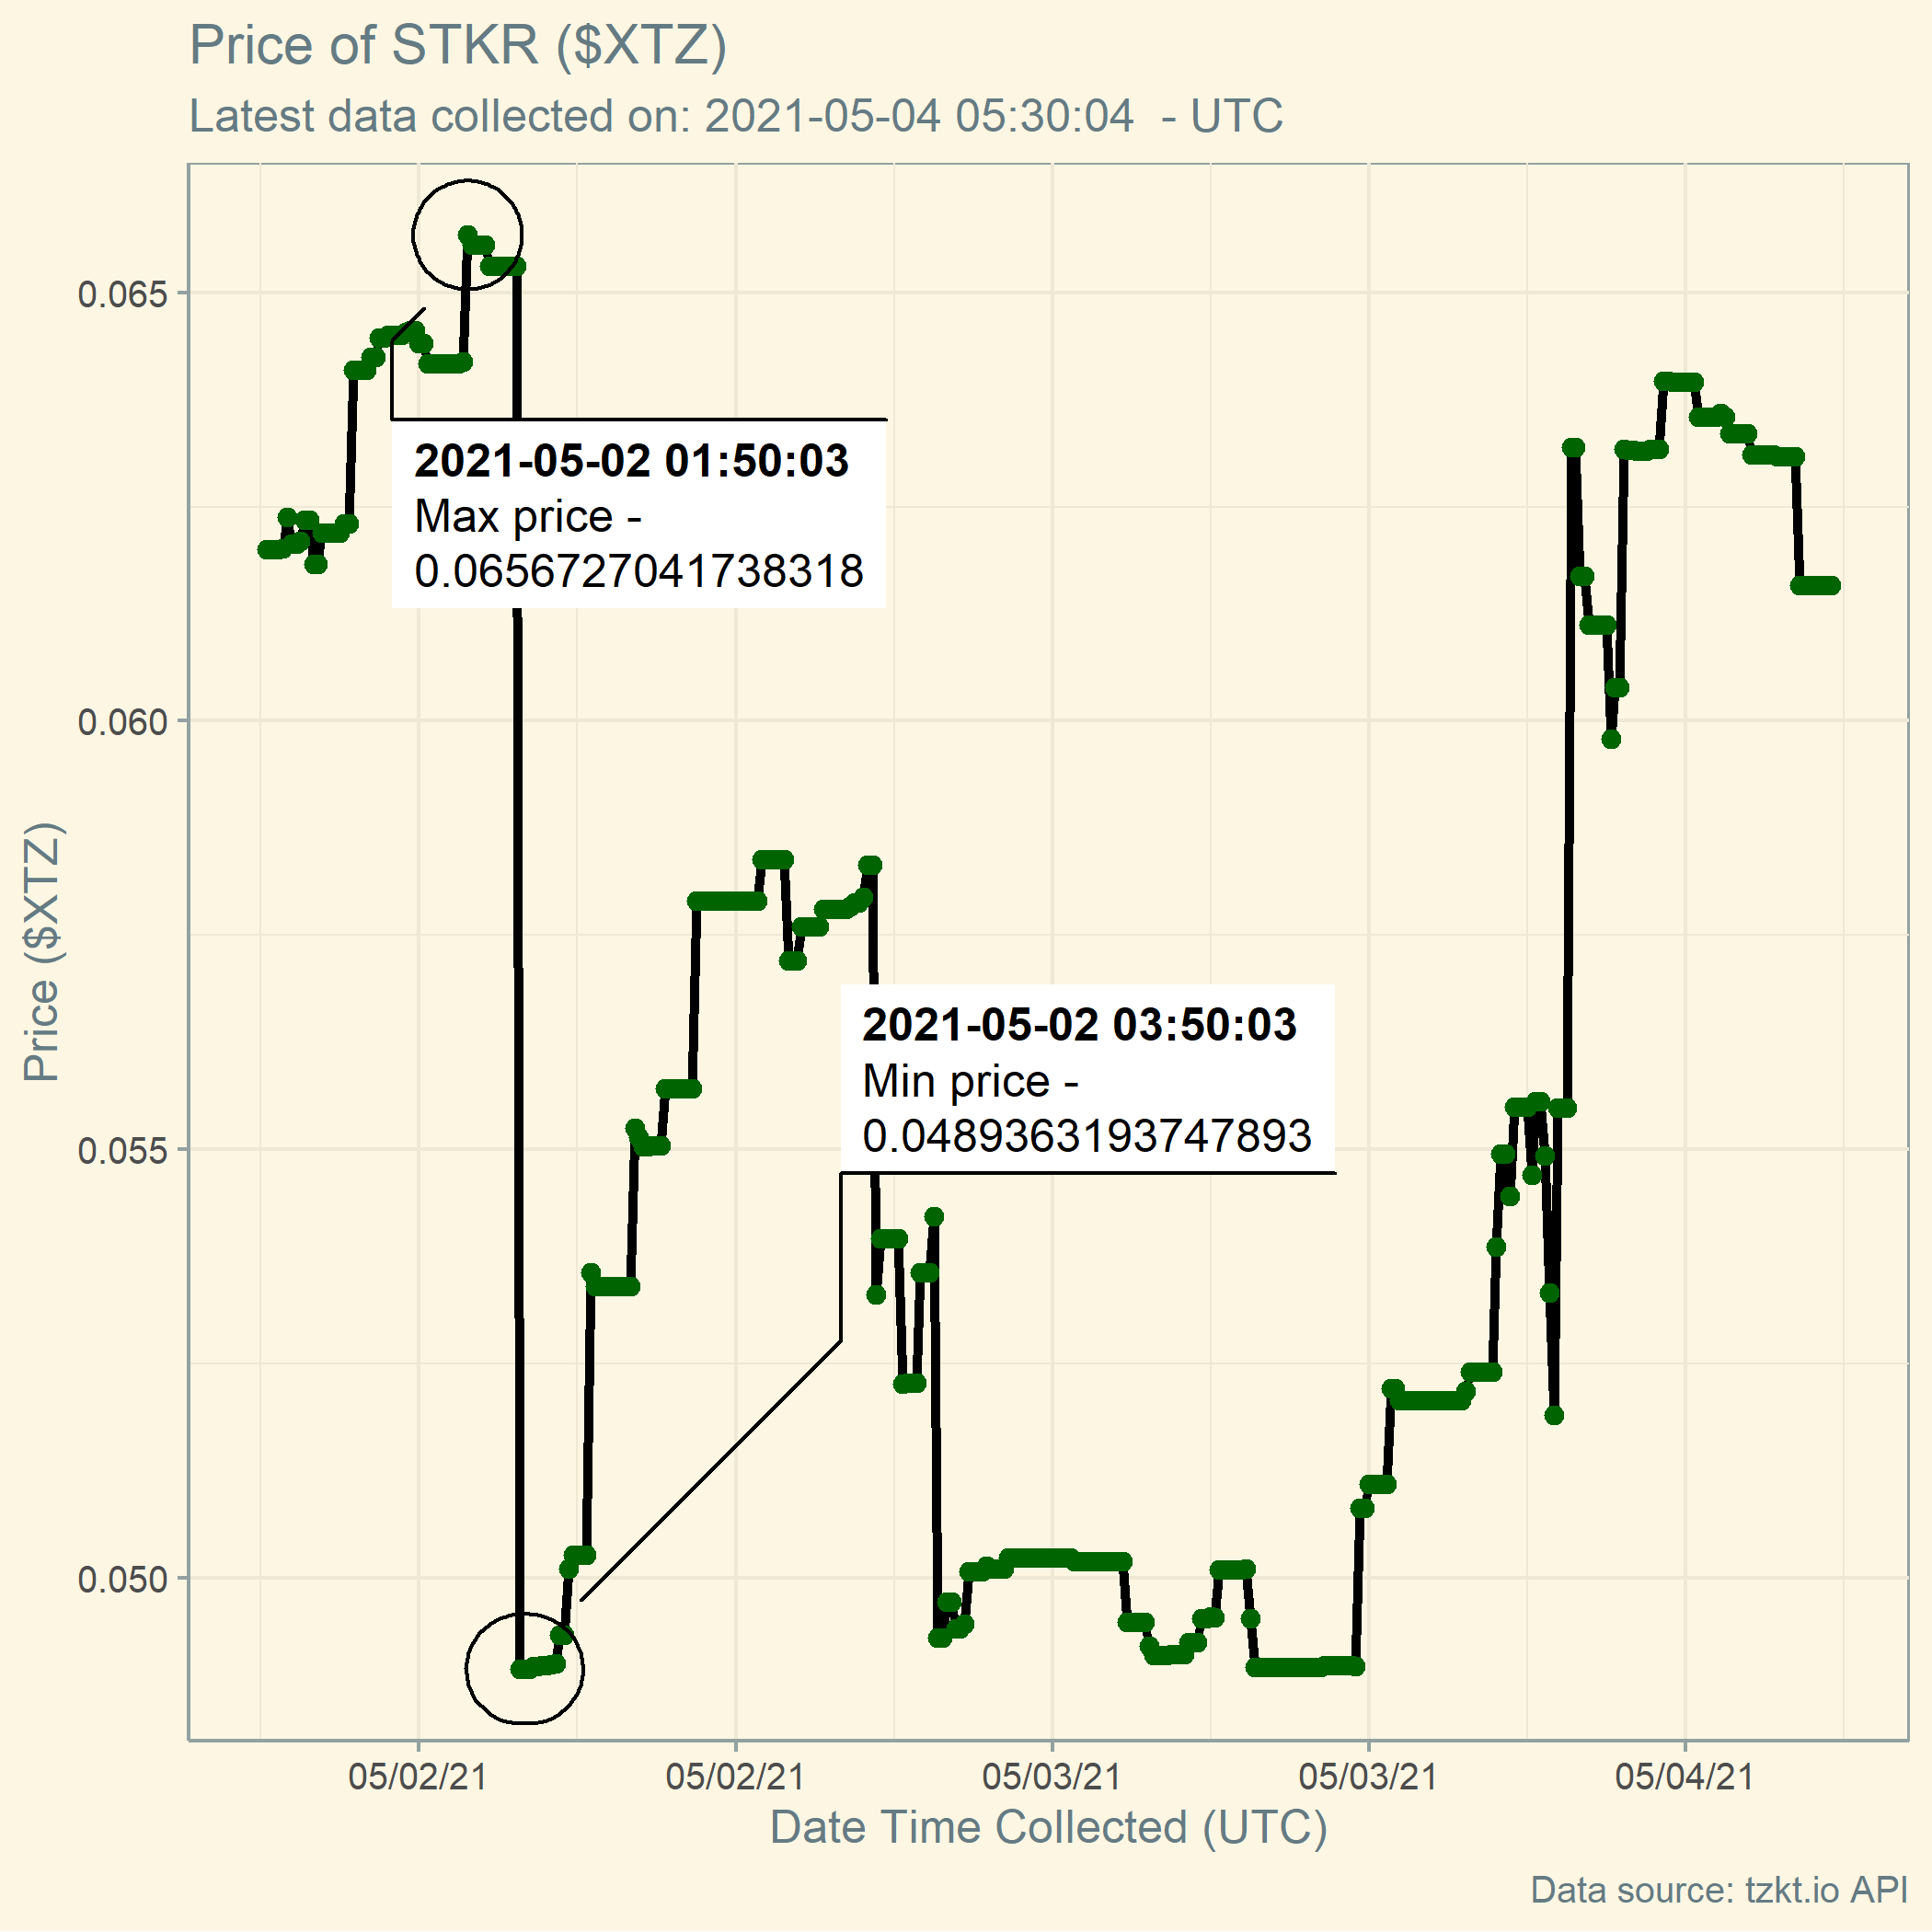 Price of STKR ($XTZ)
Latest data collected on: 2021-05-04 05:30:04  - UTC
0.065
0.060
0.055
0.050
Price ($XTZ)
2021-05-02 01:50:03
Max price -
0.0656727041738318
2021-05-02 03:50:03
Min price -
0.0489363193747893
05/02/21
05/02/21
05/03/21
05/03/21
05/04/21
Date Time Collected (UTC)
Data source: tzkt.io API